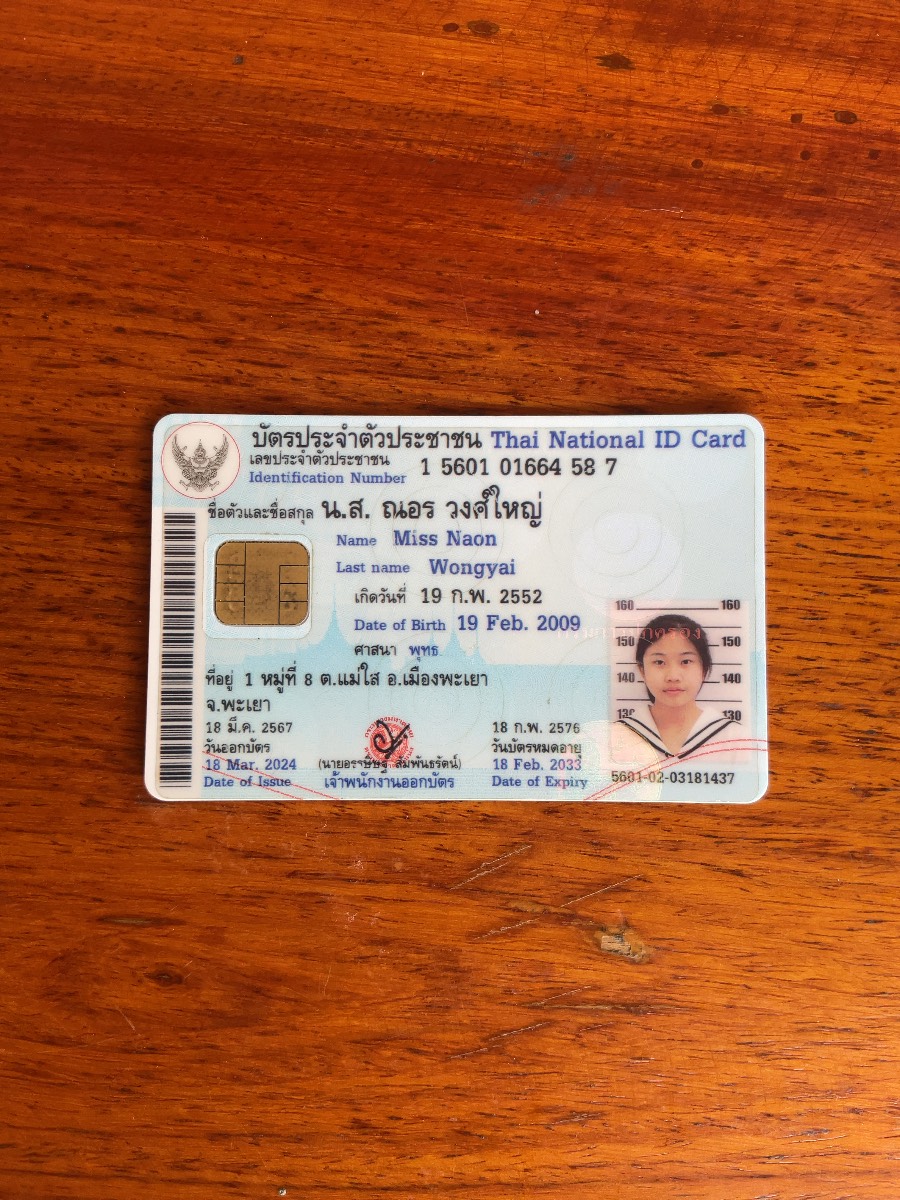 บัตรประจำตัวประชาชน Thai National ID Card
เลขประจำตัวประชาชน
Identification Number 1 5601 01664 58 7
ชื่อตัวและชื่อสกุล น.ส. ณอร วงศ์ใหญ่
Name Miss Naon
Last name Wongyai
เกิดวันที่ 19 ก.พ. 2552
Date of Birth 19 Feb. 2009
ศาสนา พุทธ
ที่อยู่ 1 หมู่ที่ 8 ต.แม่ใส อ.เมืองพะเยา
จ.พะเยา
18 มี.ค. 2567
วันออกบัตร
18 Mar. 2024
Date of Issue
เจ้าพนักงานออกบัตร
18 ก.พ. 2576
วันบัตรหมดอายุ
18 Feb. 2033
Date of Expiry
160 160
150 150
140 140
130 130
5601-02-03181437